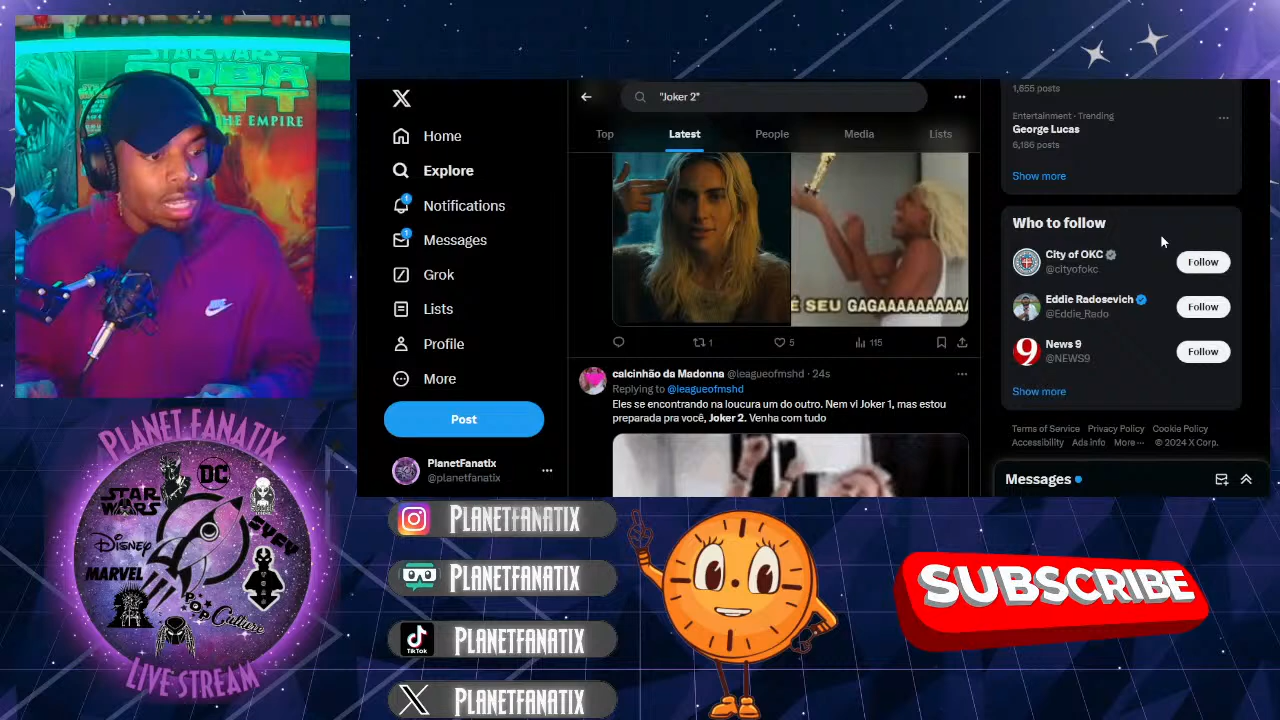 STAR WARS
BOBA
FETT
THE EMPIRE
"Joker 2"
Top
Latest
People
Media
Lists
Home
Explore
1
Notifications
1
Messages
Grok
Lists
Profile
More
Post
PlanetFanatix
@planetfanatix
É SEU GAGAAAAAAAAA
1
5
115
calcinhão da Madonna @leagueofmshd · 24s
Replying to @leagueofmshd
Eles se encontrando na loucura um do outro. Nem vi Joker 1, mas estou
preparada pra você, Joker 2. Venha com tudo
1,655 posts
Entertainment · Trending
George Lucas
6,186 posts
Show more
Who to follow
City of OKC
@cityofokc
Follow
Eddie Radosevich
@Eddie_Rado
Follow
9
News 9
@NEWS9
Follow
Show more
Terms of Service Privacy Policy Cookie Policy
Accessibility Ads info More ··· © 2024 X Corp.
Messages
PLANET FANATIX
DC
STAR
WARS
Disney
MARVEL
POP Culture
LIVE STREAM
PLANETFANATIX
PLANETFANATIX
TikTok
PLANETFANATIX
PLANETFANATIX
SUBSCRIBE